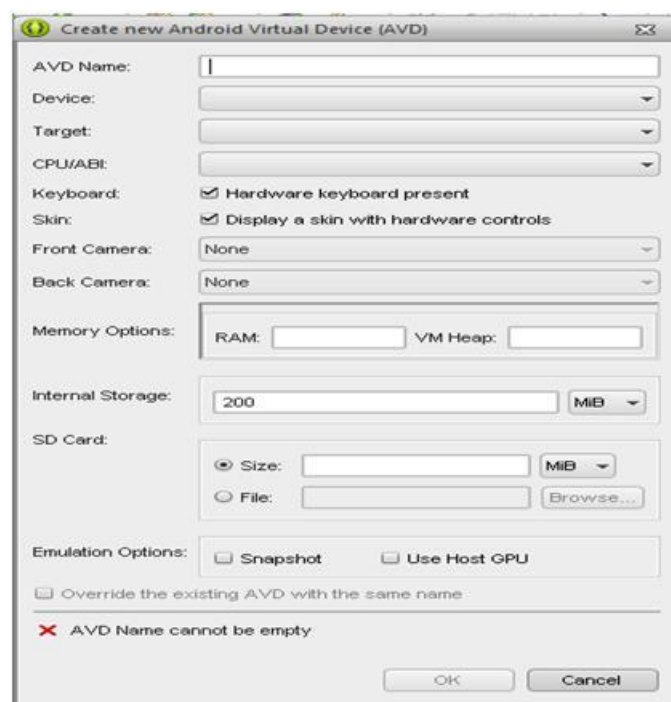 Create new Android Virtual Device (AVD)
AVD Name:
Device:
Target:
CPU/ABI:
Keyboard: Hardware keyboard present
Skin: Display a skin with hardware controls
Front Camera: None
Back Camera: None
Memory Options: RAM: VM Heap:
Internal Storage: 200 MiB
SD Card:
Size: MiB
File: Browse...
Emulation Options: Snapshot Use Host GPU
Override the existing AVD with the same name
AVD Name cannot be empty
OK Cancel